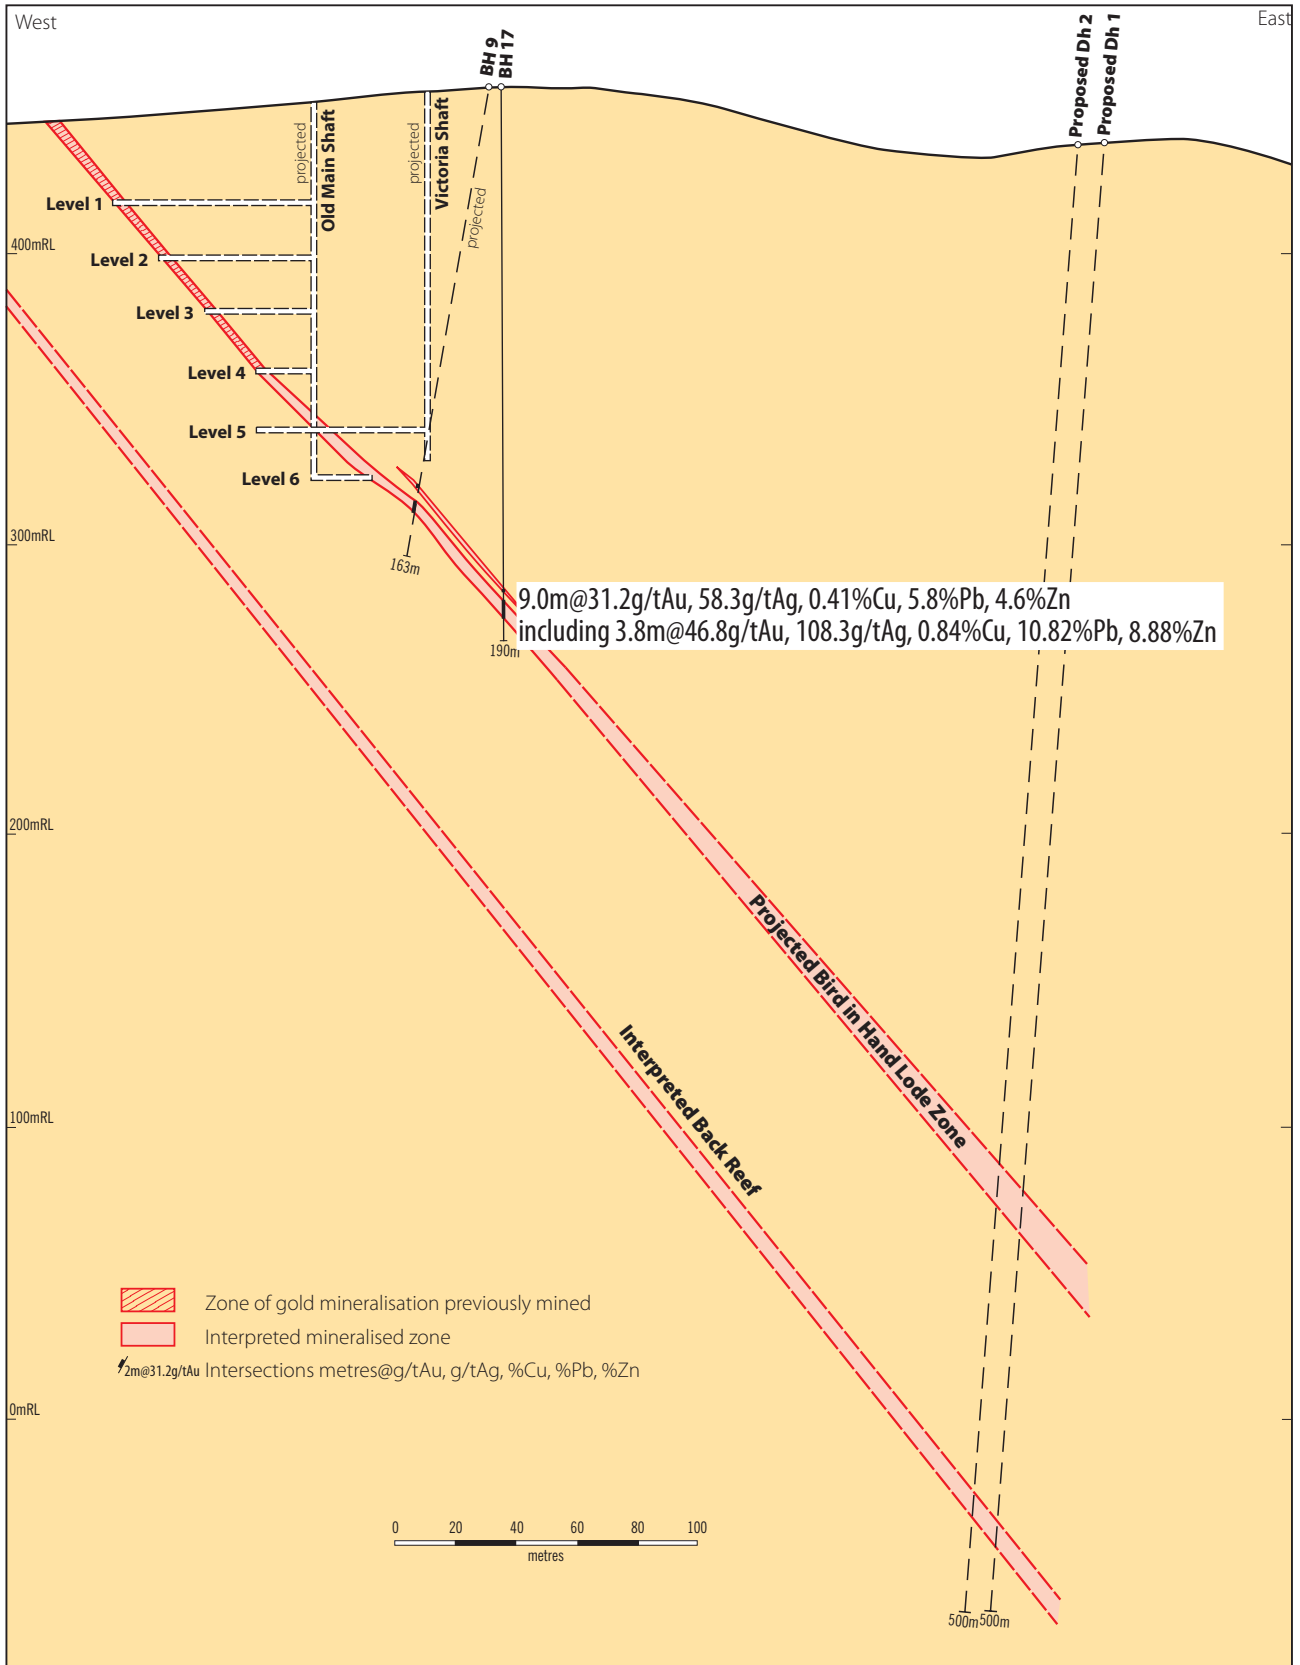 West
East
BH 9
BH 17
Proposed Dh 2
Proposed Dh 1
projected
Old Main Shaft
projected
Victoria Shaft
projected
Level 1
400mRL
Level 2
Level 3
Level 4
Level 5
Level 6
300mRL
163m
9.0m@31.2g/tAu, 58.3g/tAg, 0.41%Cu, 5.8%Pb, 4.6%Zn
including 3.8m@46.8g/tAu, 108.3g/tAg, 0.84%Cu, 10.82%Pb, 8.88%Zn
190m
200mRL
Projected Bird in Hand Lode Zone
Interpreted Back Reef
100mRL
Zone of gold mineralisation previously mined
Interpreted mineralised zone
2m@31.2g/tAu Intersections metres@g/tAu, g/tAg, %Cu, %Pb, %Zn
0mRL
0 20 40 60 80 100
metres
500m 500m